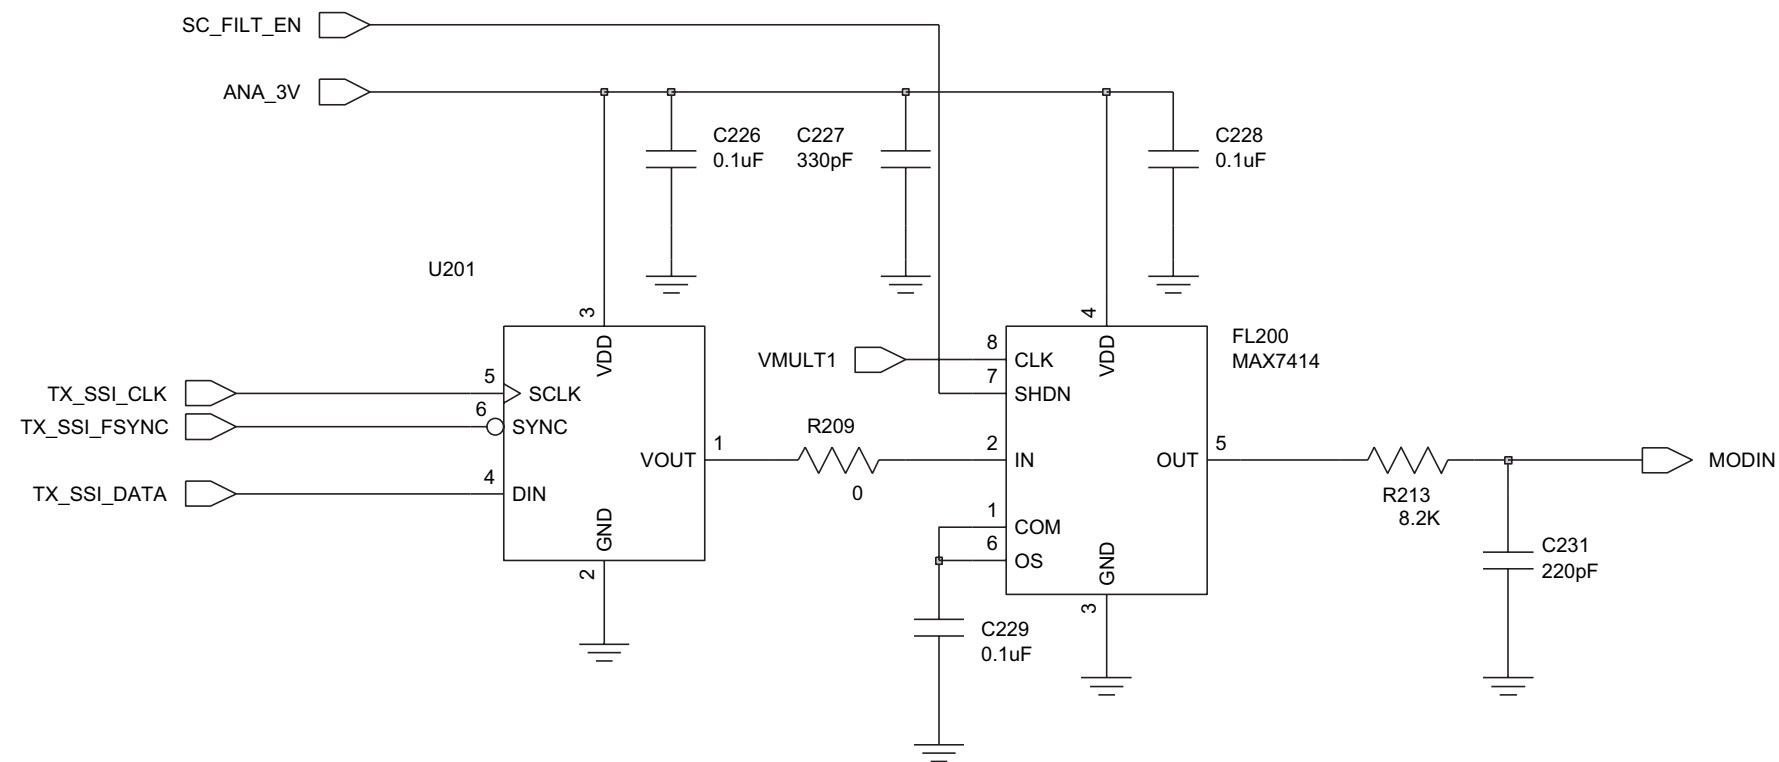 SC_FILT_EN
ANA_3V
C226
0.1uF
C227
330pF
C228
0.1uF
U201
3
VDD
4
VDD
FL200
MAX7414
VMULT1
8
CLK
7
SHDN
TX_SSI_CLK
5
SCLK
TX_SSI_FSYNC
6
SYNC
TX_SSI_DATA
4
DIN
VOUT
1
R209
0
2
IN
1
COM
6
OS
OUT
5
R213
8.2K
MODIN
GND
2
GND
3
C229
0.1uF
C231
220pF